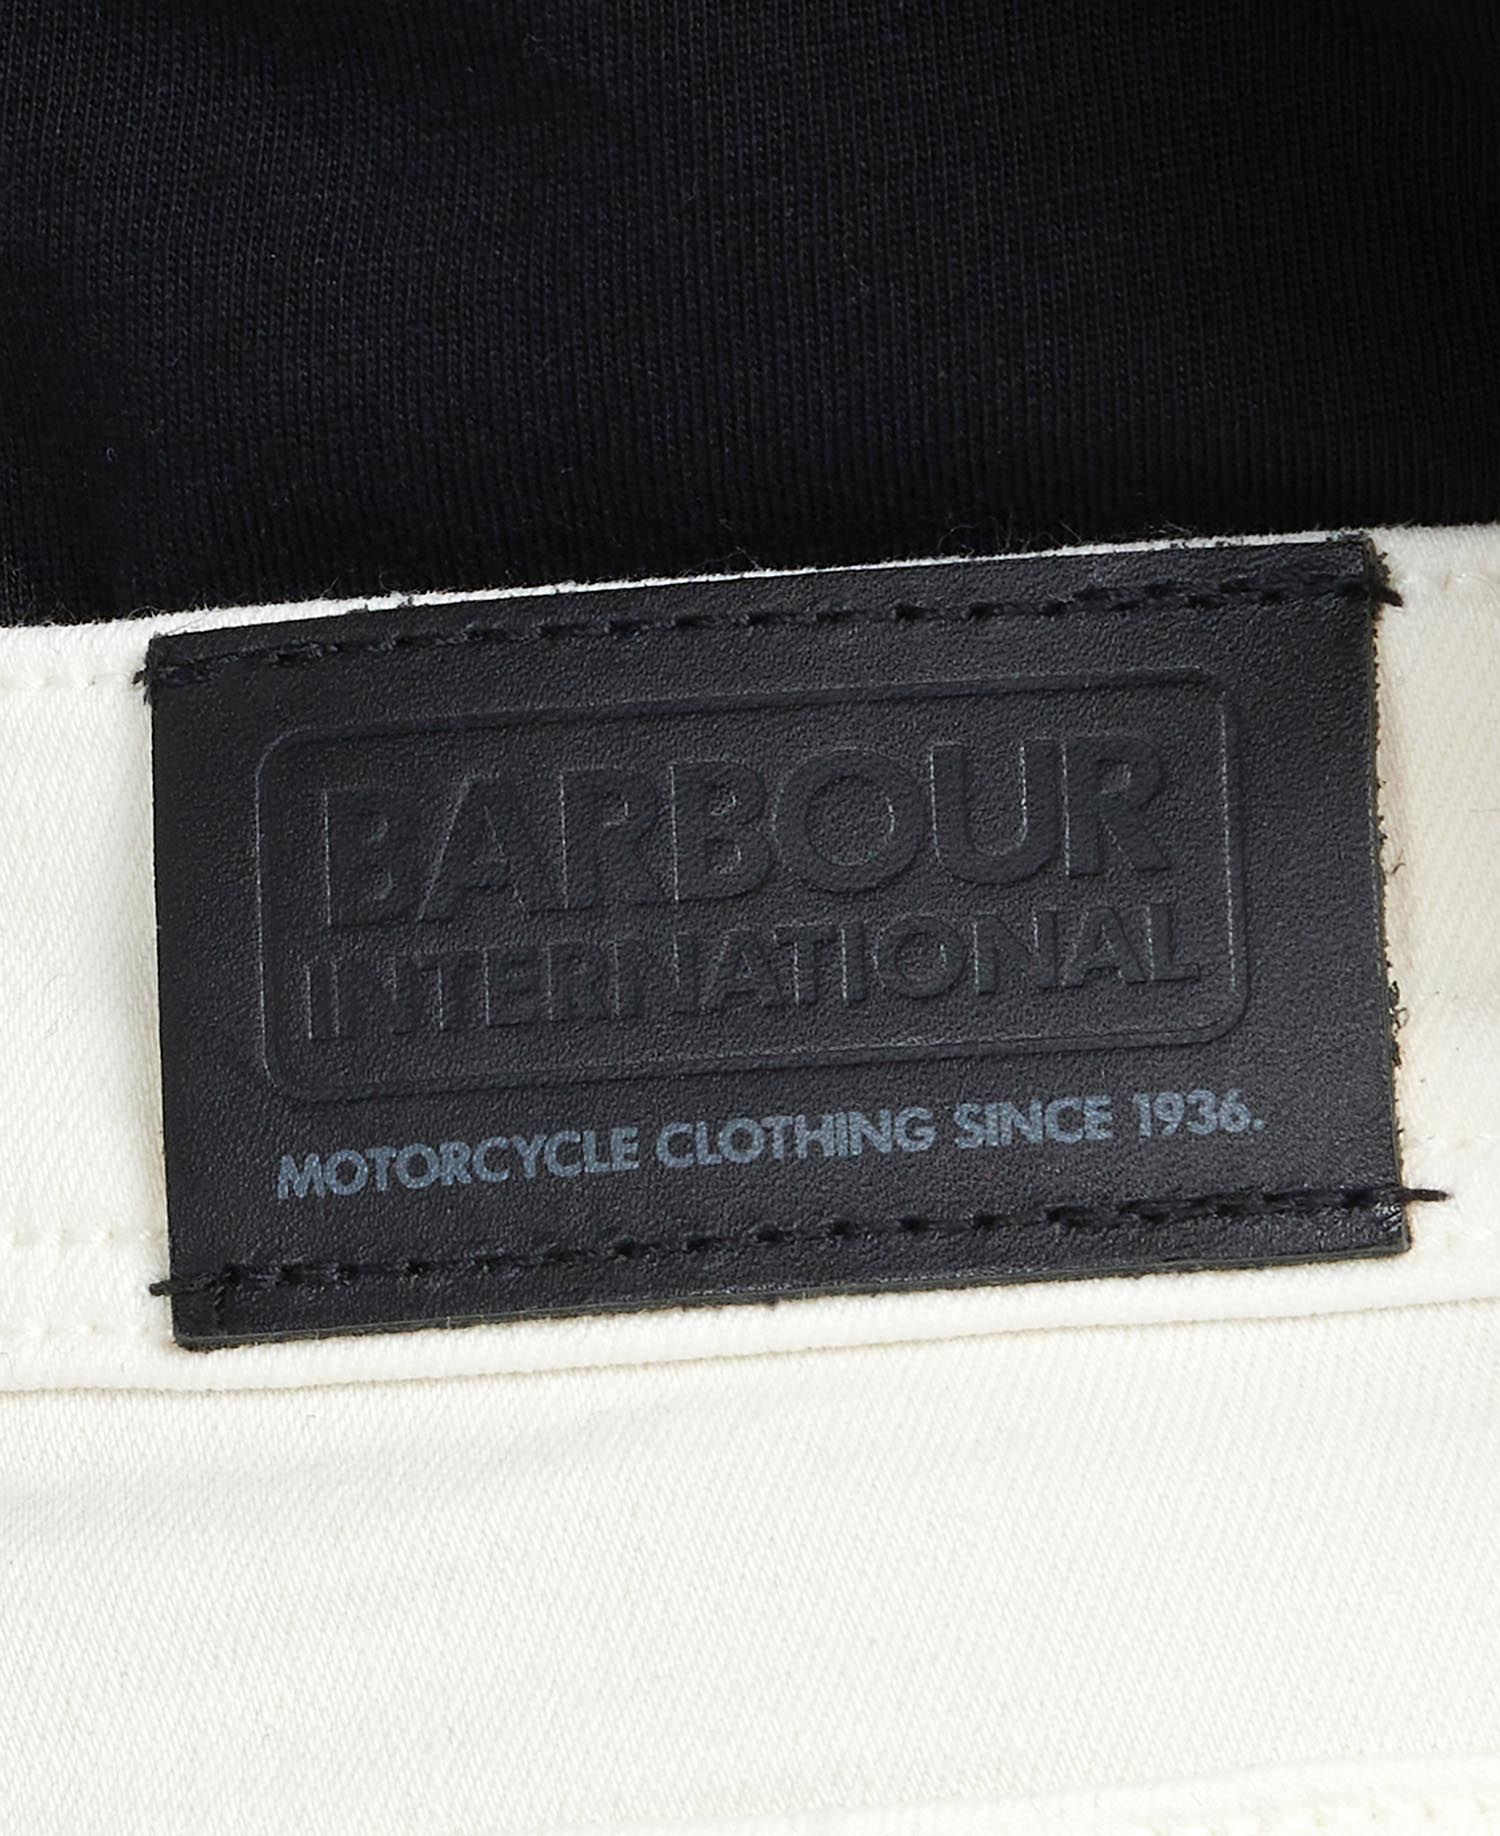 BARBOUR
INTERNATIONAL
MOTORCYCLE CLOTHING SINCE 1936.